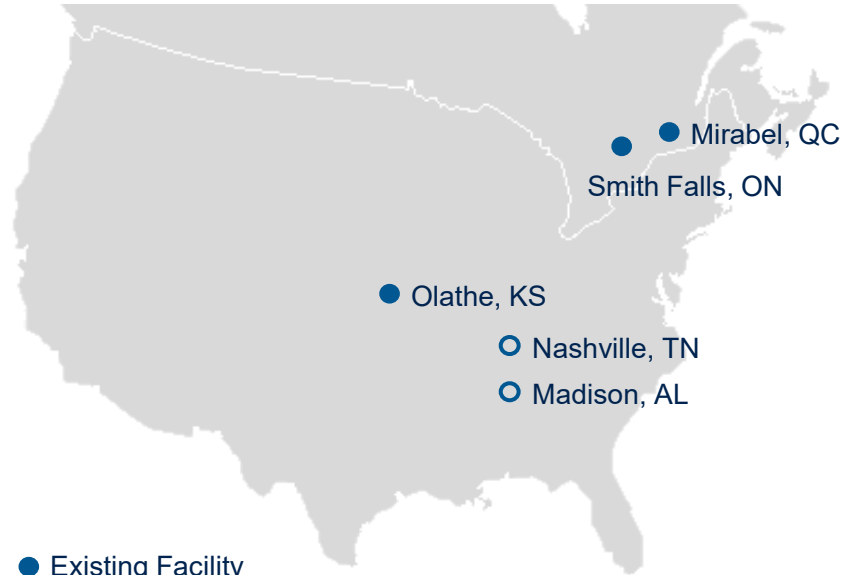 Mirabel, QC
Smith Falls, ON
Olathe, KS
Nashville, TN
Madison, AL
Existing Facility